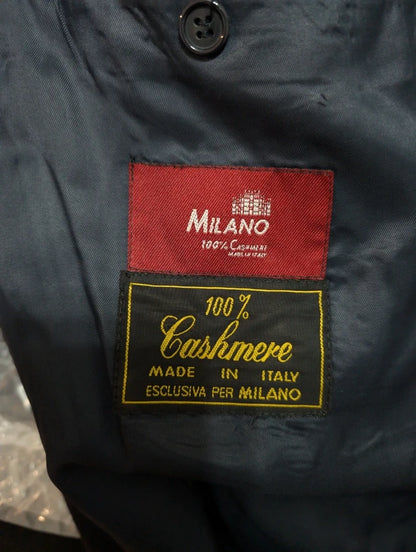 MILANO
100% CASHMERE
MADE IN ITALY
100%
Cashmere
MADE IN ITALY
ESCLUSIVA PER MILANO